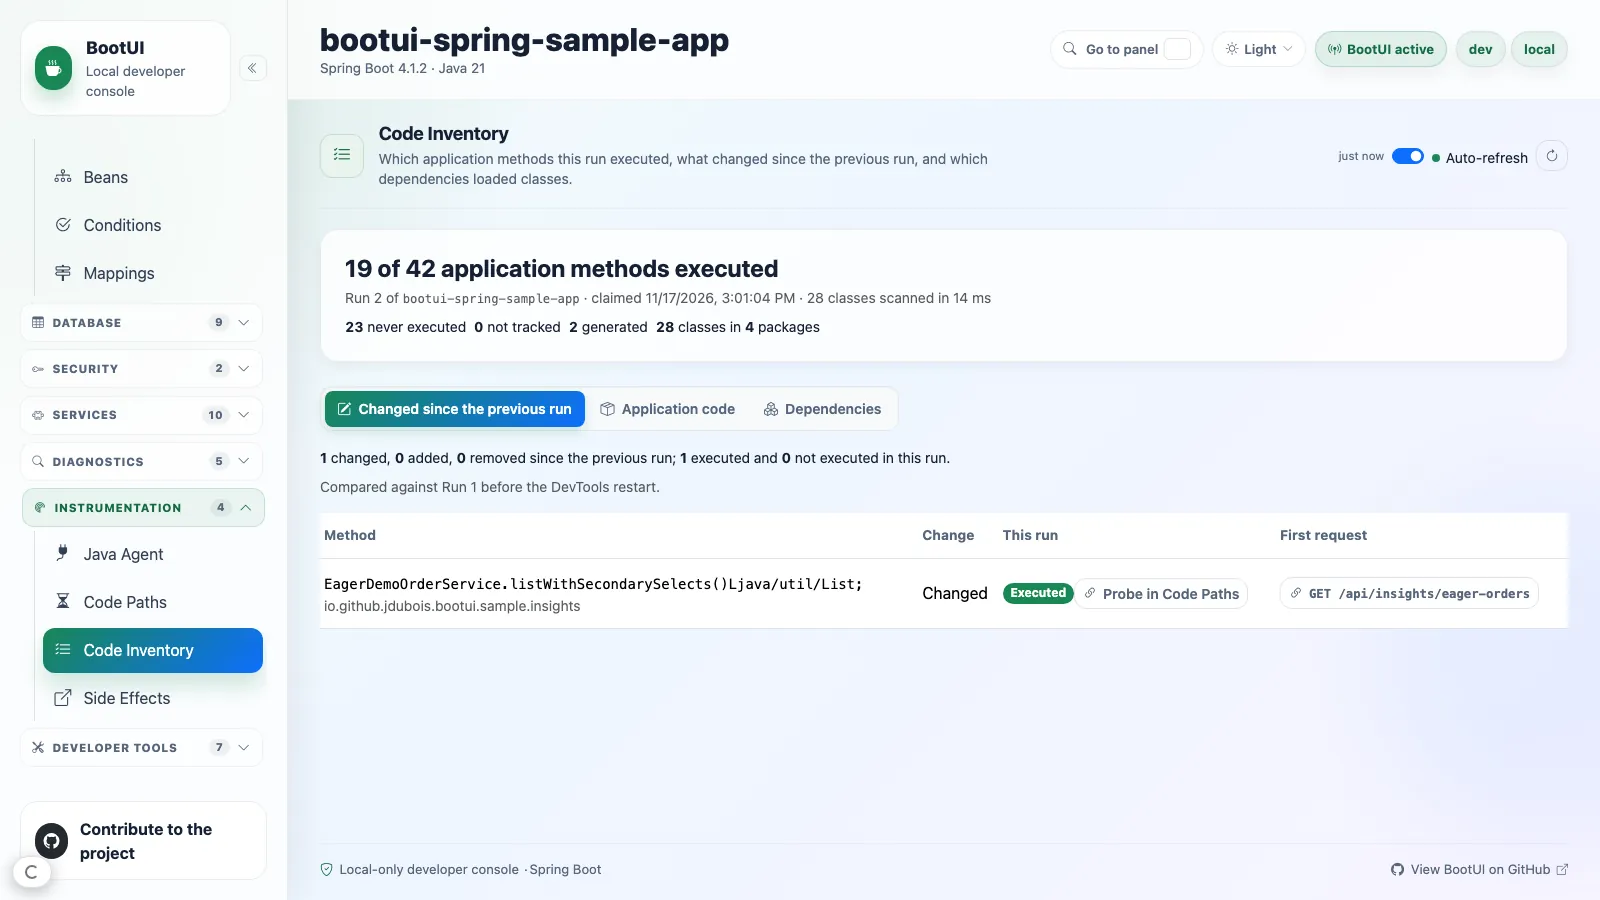 BootUI
Local developer
console
Beans
Conditions
Mappings
DATABASE 9
SECURITY 2
SERVICES 10
DIAGNOSTICS 5
INSTRUMENTATION 4
Java Agent
Code Paths
Code Inventory
Side Effects
DEVELOPER TOOLS 7
Contribute to the
project
bootui-spring-sample-app
Spring Boot 4.1.2 · Java 21
Go to panel
Light
BootUI active
dev
local
Code Inventory
Which application methods this run executed, what changed since the previous run, and which
dependencies loaded classes.
just now
Auto-refresh
19 of 42 application methods executed
Run 2 of bootui-spring-sample-app · claimed 11/17/2026, 3:01:04 PM · 28 classes scanned in 14 ms
23 never executed 0 not tracked 2 generated 28 classes in 4 packages
Changed since the previous run
Application code
Dependencies
1 changed, 0 added, 0 removed since the previous run; 1 executed and 0 not executed in this run.
Compared against Run 1 before the DevTools restart.
Method Change This run First request
EagerDemoOrderService.listWithSecondarySelects()Ljava/util/List;
io.github.jdubois.bootui.sample.insights
Changed
Executed
Probe in Code Paths
GET /api/insights/eager-orders
Local-only developer console · Spring Boot
View BootUI on GitHub